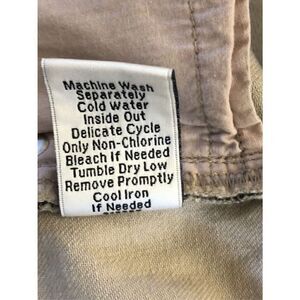 Machine Wash
Separately
Cold Water
Inside Out
Delicate Cycle
Only Non-Chlorine
Bleach If Needed
Tumble Dry Low
Remove Promptly
Cool Iron
If Needed